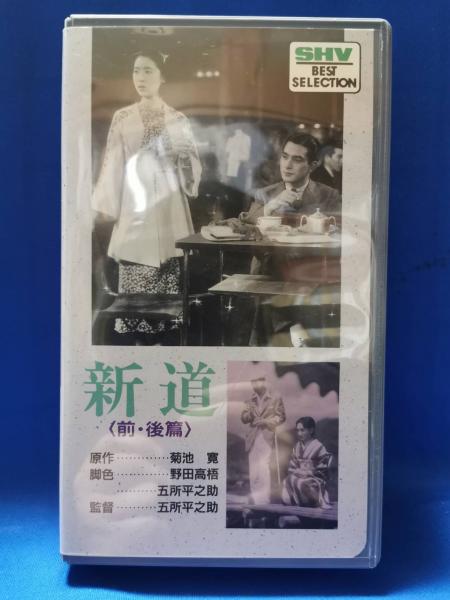 SHV
BEST
SELECTION
新道
〈前・後篇〉
原作…………菊池 寛
脚色…………野田高梧
…………五所平之助
監督…………五所平之助